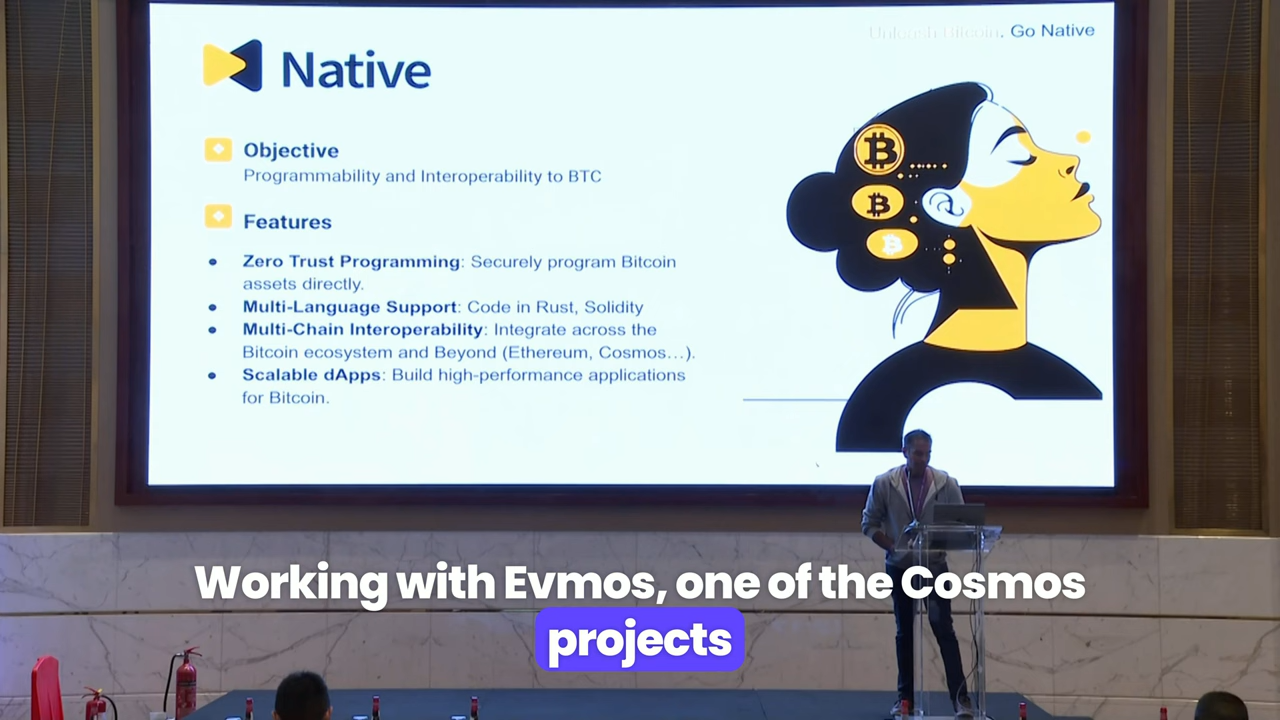 Unleash Bitcoin. Go Native
Native
Objective
Programmability and Interoperability to BTC
Features
Zero Trust Programming: Securely program Bitcoin
assets directly.
Multi-Language Support: Code in Rust, Solidity
Multi-Chain Interoperability: Integrate across the
Bitcoin ecosystem and Beyond (Ethereum, Cosmos...).
Scalable dApps: Build high-performance applications
for Bitcoin.
Working with Evmos, one of the Cosmos
projects